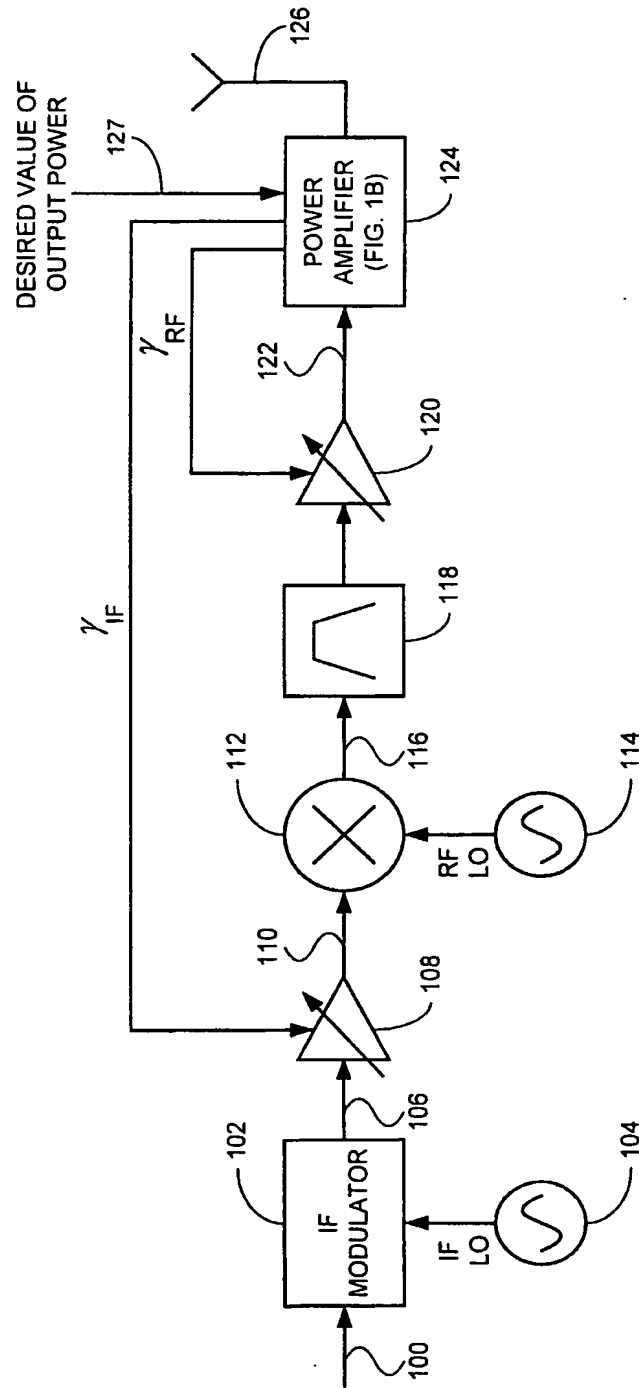 DESIRED VALUE OF
OUTPUT POWER
127
126
γIF
γRF
POWER
AMPLIFIER
(FIG. 1B)
124
122
120
118
116
112
RF
LO
114
110
108
106
102
IF
MODULATOR
IF
LO
104
100